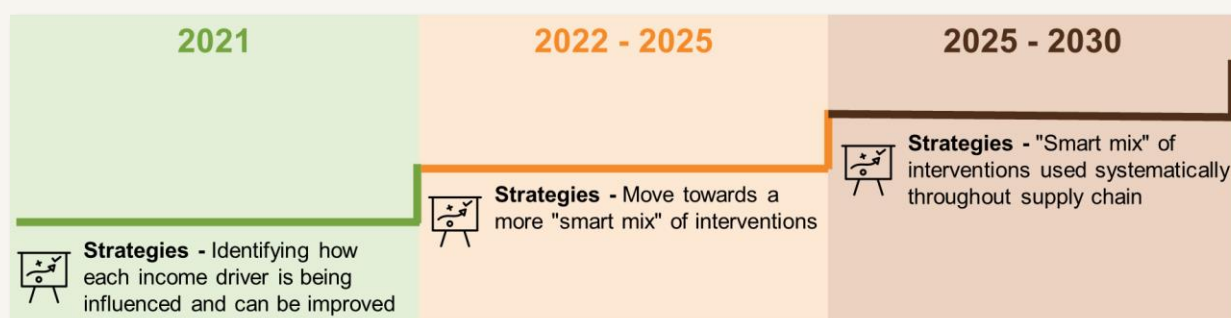 2021
Strategies - Identifying how
each income driver is being
influenced and can be improved
2022 - 2025
Strategies - Move towards a
more "smart mix" of interventions
2025 - 2030
Strategies - "Smart mix" of
interventions used systematically
throughout supply chain